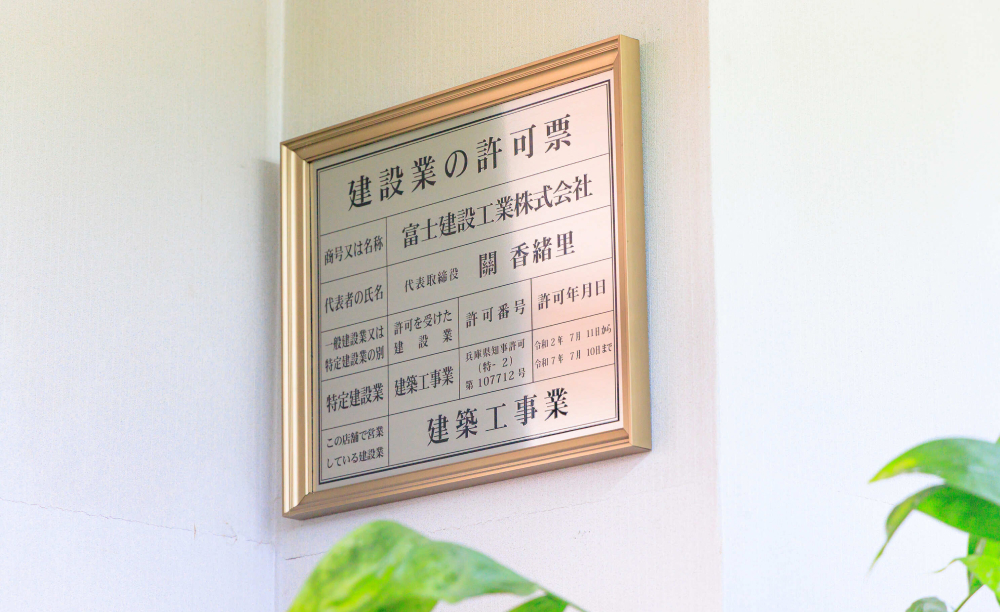 建設業の許可票
商号又は名称 富士建設工業株式会社
代表者の氏名 代表取締役 關 香緒里
一般建設業又は
特定建設業の別
許可を受けた
建設業
許可番号
許可年月日
特定建設業
建築工事業
兵庫県知事許可
(特-2)
第107712号
令和2年 7月 11日から
令和7年 7月 10日まで
この店舗で営業
している建設業
建築工事業